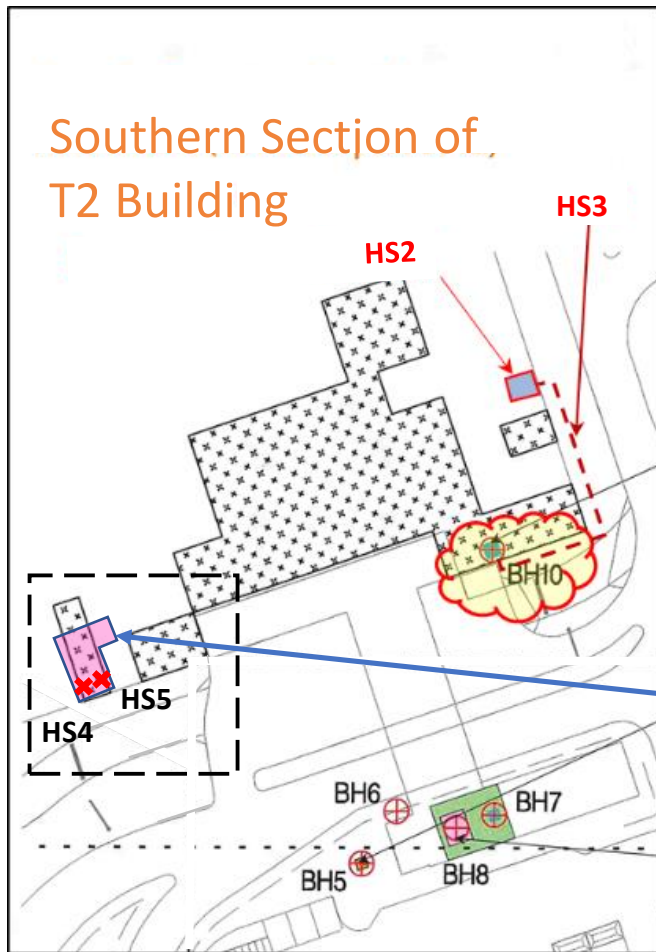 Southern Section of
T2 Building
HS3
HS2
BH10
HS5
HS4
BH6
BH7
BH5
BH8